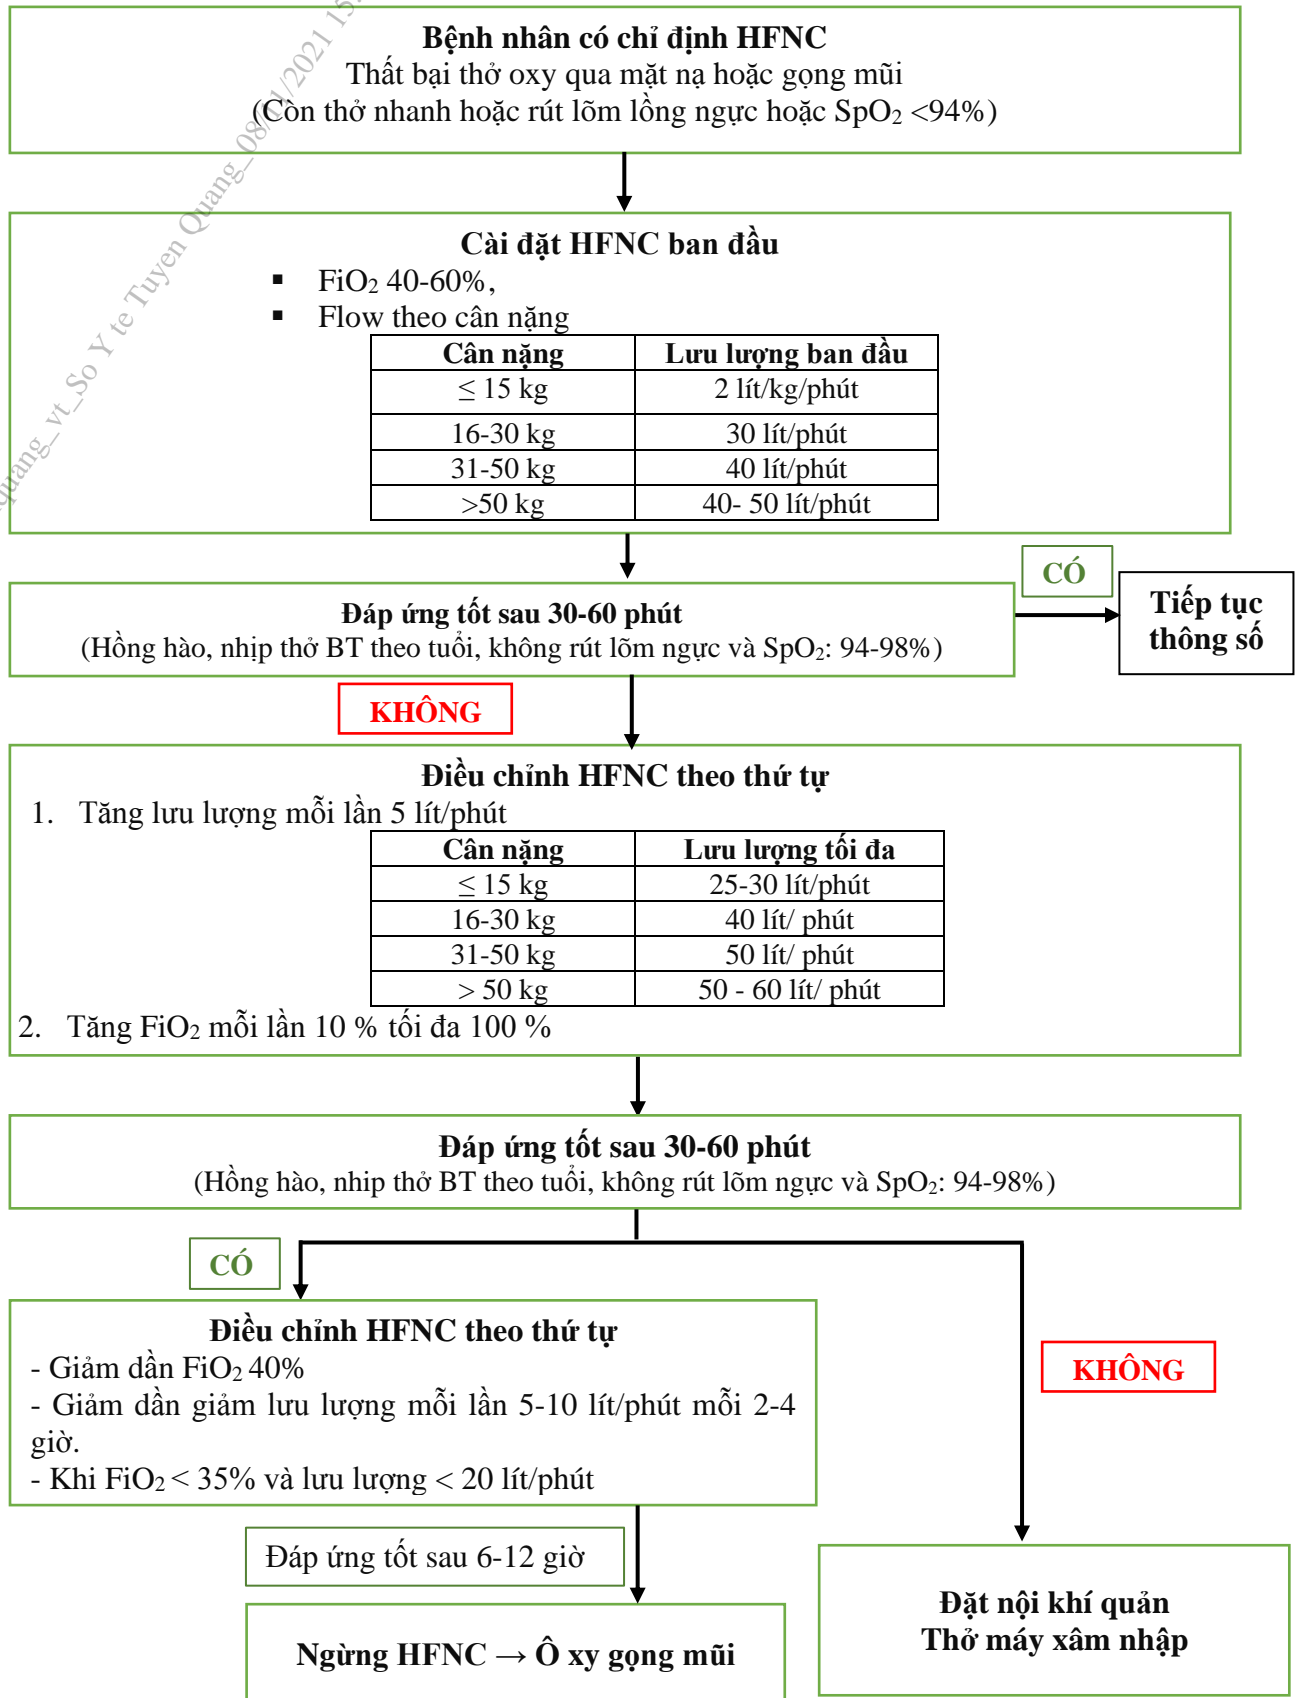 Bệnh nhân có chỉ định HFNC
Thất bại thở oxy qua mặt nạ hoặc gọng mũi
(Còn thở nhanh hoặc rút lõm lồng ngực hoặc SpO₂ <94%)
quang_vt_So Y te Tuyen Quang_08/11/2021 15:
Cài đặt HFNC ban đầu
▪ FiO₂ 40-60%,
▪ Flow theo cân nặng
Cân nặng Lưu lượng ban đầu
≤ 15 kg 2 lít/kg/phút
16-30 kg 30 lít/phút
31-50 kg 40 lít/phút
>50 kg 40- 50 lít/phút
Đáp ứng tốt sau 30-60 phút
(Hồng hào, nhịp thở BT theo tuổi, không rút lõm ngực và SpO₂: 94-98%)
CÓ
Tiếp tục
thông số
KHÔNG
Điều chỉnh HFNC theo thứ tự
1. Tăng lưu lượng mỗi lần 5 lít/phút
Cân nặng Lưu lượng tối đa
≤ 15 kg 25-30 lít/phút
16-30 kg 40 lít/ phút
31-50 kg 50 lít/ phút
> 50 kg 50 - 60 lít/ phút
2. Tăng FiO₂ mỗi lần 10 % tối đa 100 %
Đáp ứng tốt sau 30-60 phút
(Hồng hào, nhip thở BT theo tuổi, không rút lõm ngực và SpO₂: 94-98%)
CÓ
Điều chỉnh HFNC theo thứ tự
- Giảm dần FiO₂ 40%
- Giảm dần giảm lưu lượng mỗi lần 5-10 lít/phút mỗi 2-4
giờ.
- Khi FiO₂ < 35% và lưu lượng < 20 lít/phút
KHÔNG
Đáp ứng tốt sau 6-12 giờ
Ngừng HFNC → Ô xy gọng mũi
Đặt nội khí quản
Thở máy xâm nhập